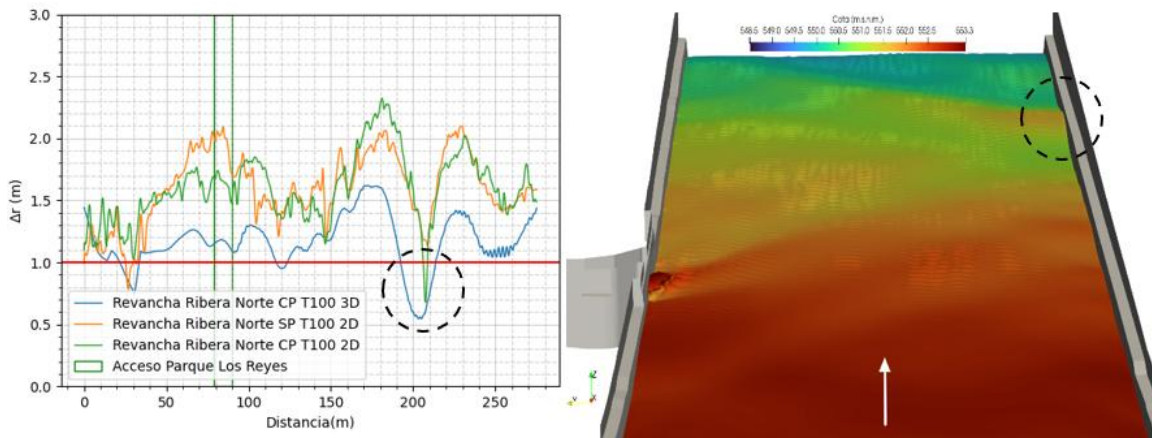 3.0
2.5
2.0
1.5
1.0
0.5
0.0
Δr (m)
Revancha Ribera Norte CP T100 3D
Revancha Ribera Norte SP T100 2D
Revancha Ribera Norte CP T100 2D
Acceso Parque Los Reyes
0 50 100 150 200 250
Distancia(m)
Cota (m.s.n.m.)
548.5 549.0 549.5 550.0 550.5 551.0 551.5 552.0 552.5 553.3
Z
Y
X